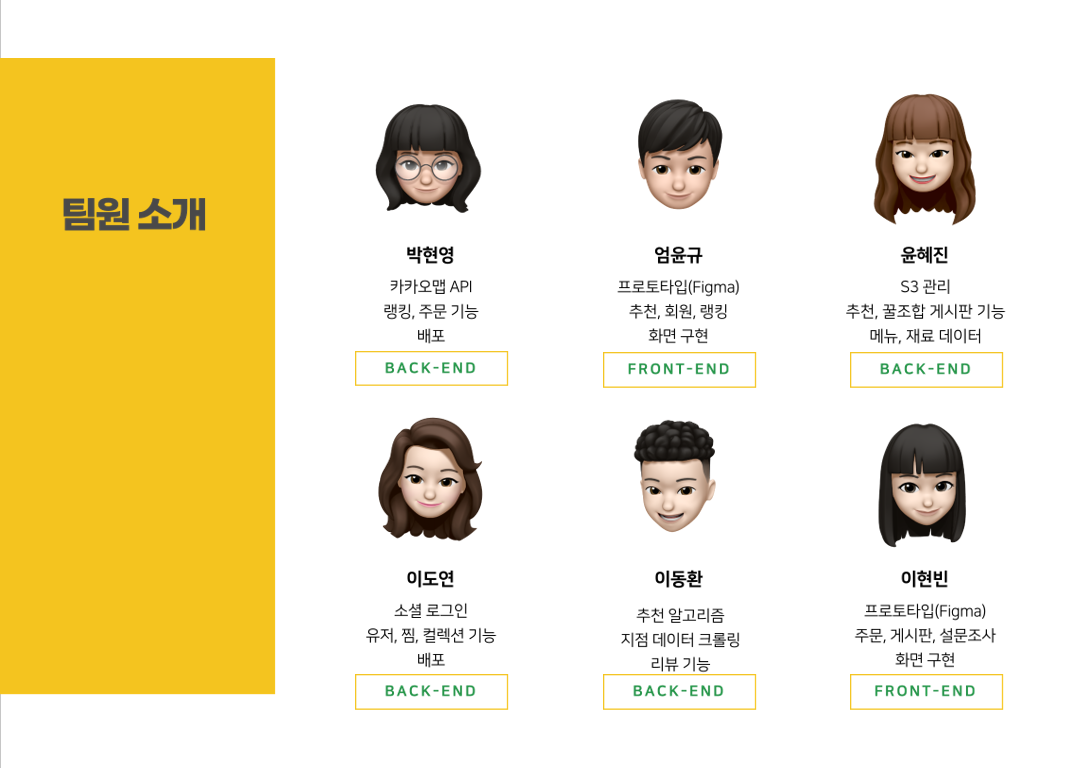 팀원 소개
박현영
카카오맵 API
랭킹, 주문 기능
배포
BACK-END
엄윤규
프로토타입(Figma)
추천, 회원, 랭킹
화면 구현
FRONT-END
윤혜진
S3 관리
추천, 꿀조합 게시판 기능
메뉴, 재료 데이터
BACK-END
이도연
소셜 로그인
유저, 찜, 컬렉션 기능
배포
BACK-END
이동환
추천 알고리즘
지점 데이터 크롤링
리뷰 기능
BACK-END
이현빈
프로토타입(Figma)
주문, 게시판, 설문조사
화면 구현
FRONT-END